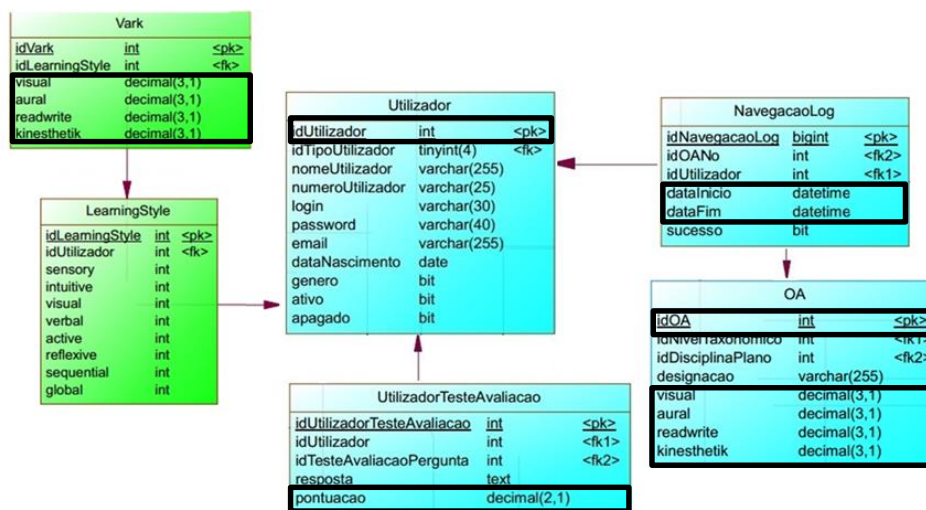 Vark
idVark int <pk>
idLearningStyle int <fk>
visual decimal(3,1)
aural decimal(3,1)
readwrite decimal(3,1)
kinesthetik decimal(3,1)
LearningStyle
idLearningStyle int <pk>
idUtilizador int <fk>
sensory int
intuitive int
visual int
verbal int
active int
reflexive int
sequential int
global int
Utilizador
idUtilizador int <pk>
idTipoUtilizador tinyint(4) <fk>
nomeUtilizador varchar(255)
numeroUtilizador varchar(25)
login varchar(30)
password varchar(40)
email varchar(255)
dataNascimento date
genero bit
ativo bit
apagado bit
UtilizadorTesteAvaliacao
idUtilizadorTesteAvaliacao int <pk>
idUtilizador int <fk1>
idTesteAvaliacaoPergunta int <fk2>
resposta text
pontuacao decimal(2,1)
NavegacaoLog
idNavegacaoLog bigint <pk>
idOANo int <fk2>
idUtilizador int <fk1>
dataInicio datetime
dataFim datetime
sucesso bit
OA
idOA int <pk>
idNivelTaxonomico int <fk1>
idDisciplinaPlano int <fk2>
designacao varchar(255)
visual decimal(3,1)
aural decimal(3,1)
readwrite decimal(3,1)
kinesthetik decimal(3,1)